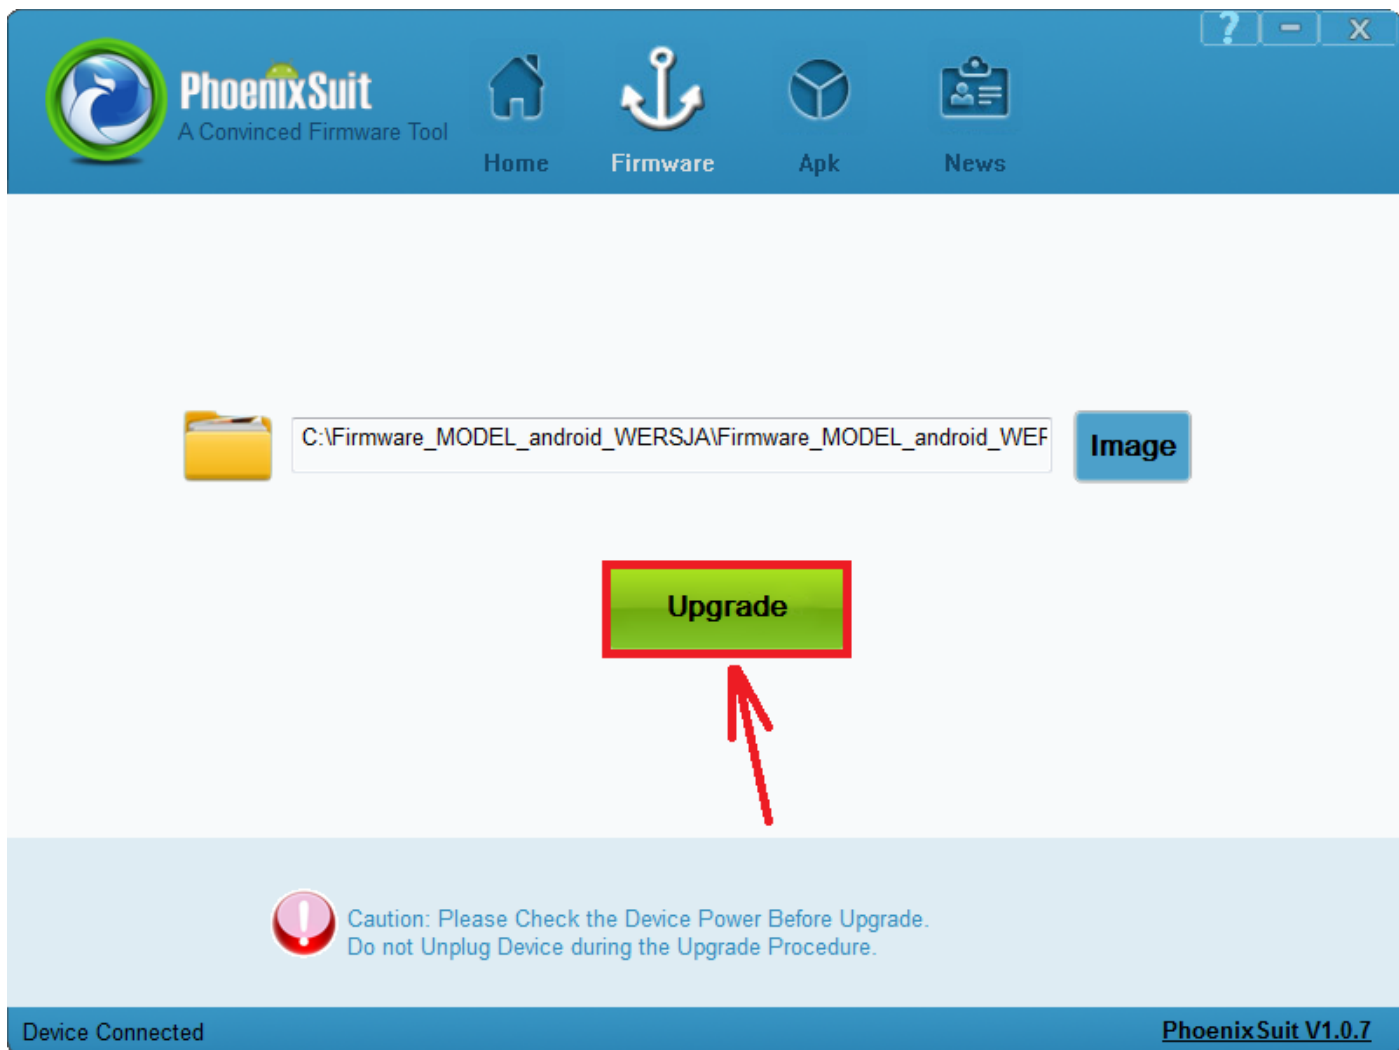 ? – X
PhoenixSuit
A Convinced Firmware Tool
Home Firmware Apk News
C:\Firmware_MODEL_android_WERSJA\Firmware_MODEL_android_WER
Image
Upgrade
Caution: Please Check the Device Power Before Upgrade.
Do not Unplug Device during the Upgrade Procedure.
Device Connected
PhoenixSuit V1.0.7